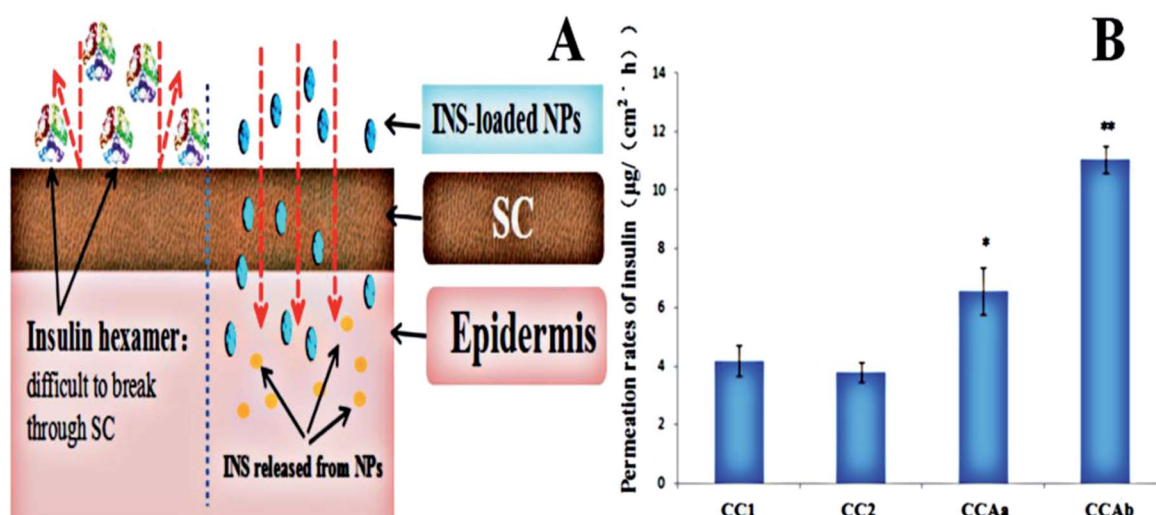 A
INS-loaded NPs
SC
Epidermis
Insulin hexamer:
difficult to break
through SC
INS released from NPs
B
Permeation rates of insulin (μg/ (cm²· h))
14
12
10
8
6
4
2
0
**
*
CC1 CC2 CCAa CCAb